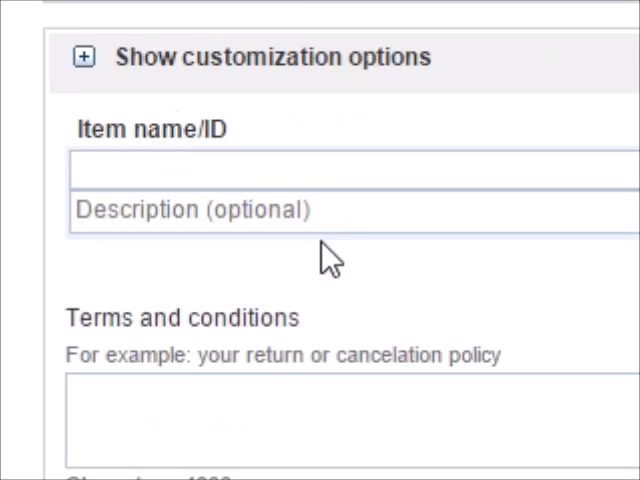 Show customization options
Item name/ID
Description (optional)
Terms and conditions
For example: your return or cancelation policy